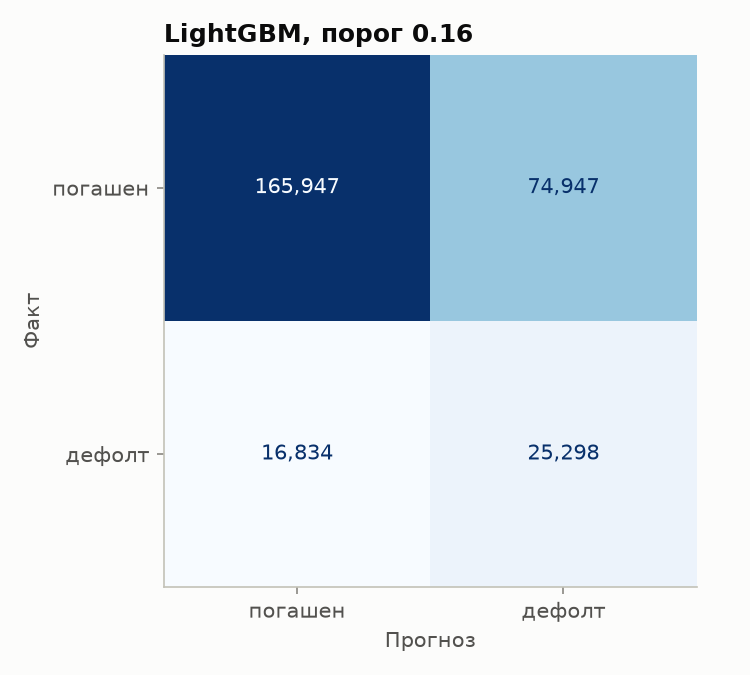 LightGBM, порог 0.16
погашен
165,947
74,947
Факт
дефолт
16,834
25,298
погашен
дефолт
Прогноз